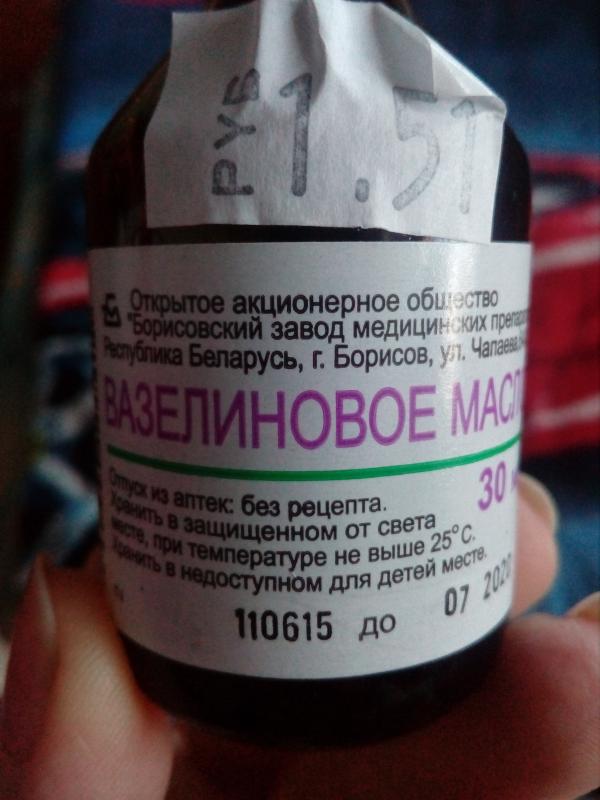 РУБ 1.51
Открытое акционерное общество
"Борисовский завод медицинских
Республика Беларусь, г. Борисов, ул. Чапаева,
ВАЗЕЛИНОВОЕ
30
Отпуск из аптек: без рецепта.
Хранить в защищенном от света
месте, при температуре не выше 25°С.
Хранить в недоступном для детей месте.
110615 до 07 2020